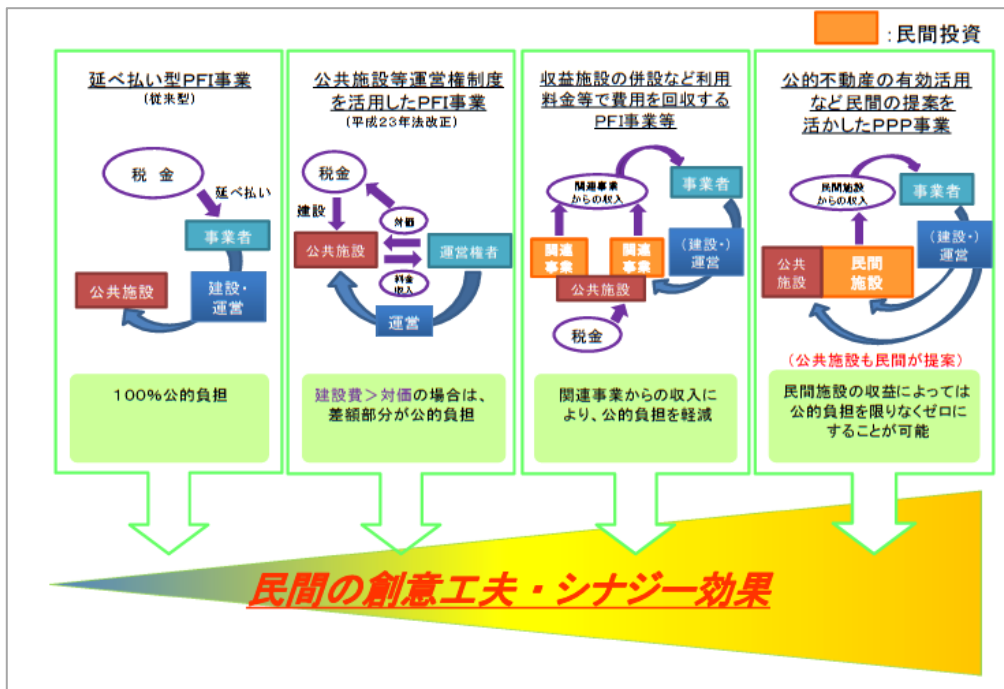 ：民間投資
延べ払い型PFI事業
(従来型)
税 金
延べ払い
事業者
公共施設
建設・
運営
100％公的負担
公共施設等運営権制度
を活用したPFI事業
(平成23年法改正)
税金
建設
対価
公共施設
運営権者
料金
収入
運営
建設費＞対価の場合は、
差額部分が公的負担
収益施設の併設など利用
料金等で費用を回収する
PFI事業等
関連事業
からの収入
事業者
関連
事業
関連
事業
(建設・)
運営
公共施設
税金
関連事業からの収入に
より、公的負担を軽減
公的不動産の有効活用
など民間の提案を
活かしたPPP事業
民間施設
からの収入
事業者
公共
施設
民間
施設
(建設・)
運営
(公共施設も民間が提案)
民間施設の収益によっては
公的負担を限りなくゼロに
することが可能
民間の創意工夫・シナジー効果